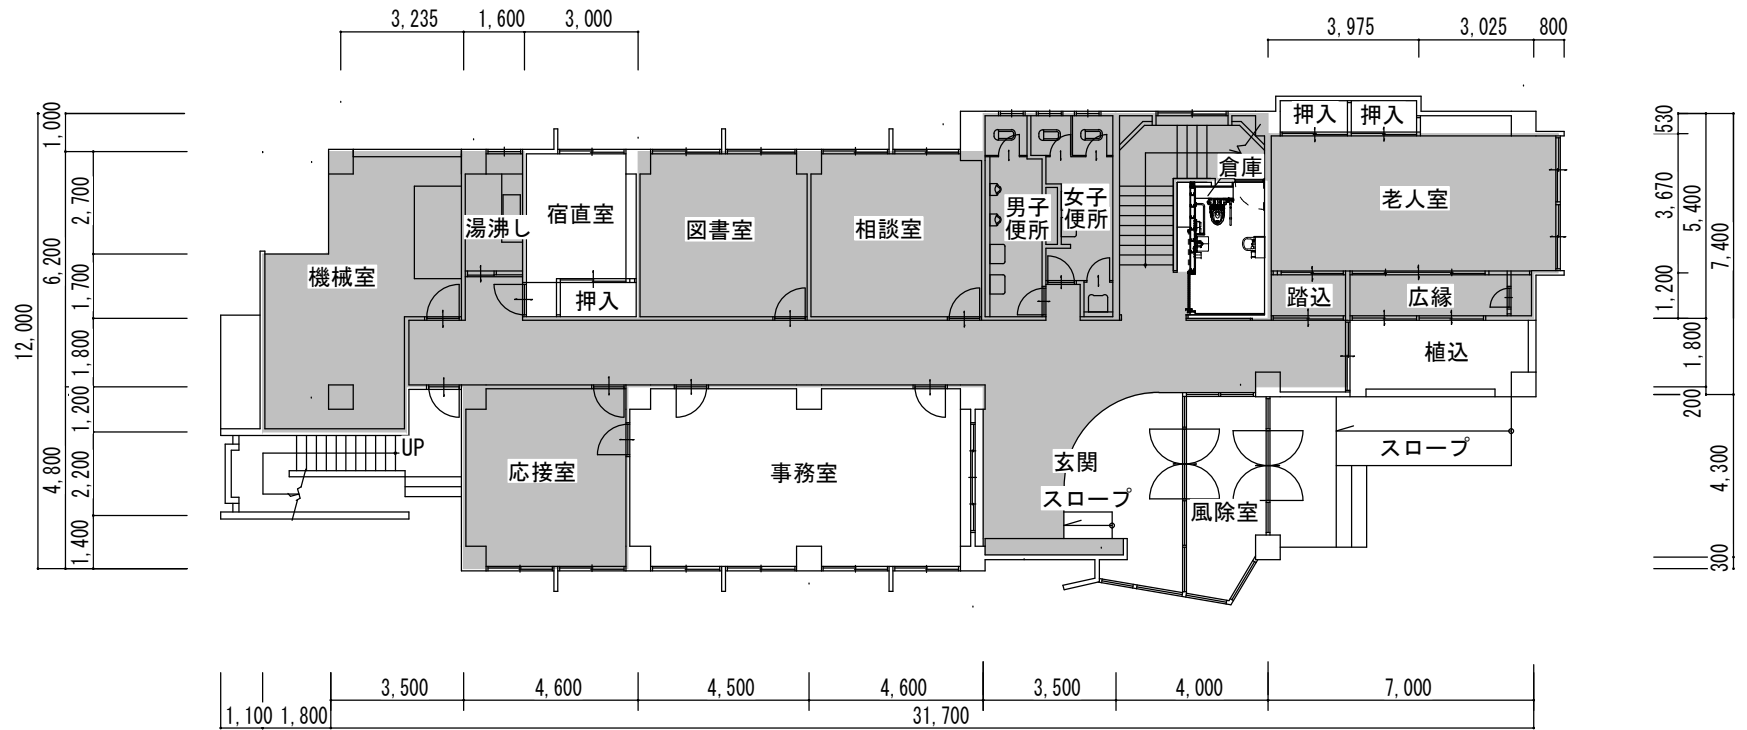 3,235 1,600 3,000
3,975 3,025 800
1,000
2,700
6,200
1,700
12,000
1,800
1,200
4,800
2,200
1,400
530
3,670
5,400
7,400
1,200
1,800
200
4,300
300
押入 押入
倉庫
老人室
宿直室
湯沸し
図書室
相談室
男子
便所
女子
便所
機械室
押入
踏込
広縁
植込
UP
応接室
事務室
玄関
スロープ
風除室
スロープ
3,500 4,600 4,500 4,600 3,500 4,000 7,000
1,100 1,800 31,700